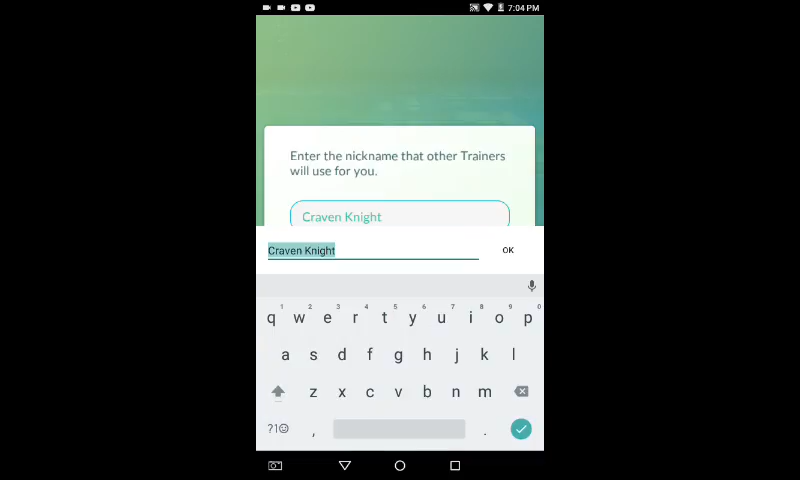 7:04 PM
Enter the nickname that other Trainers
will use for you.
Craven Knight
Craven Knight OK
1 2 3 4 5 6 7 8 9 0
q w e r t y u i o p
a s d f g h j k l
z x c v b n m
?1☺ , .